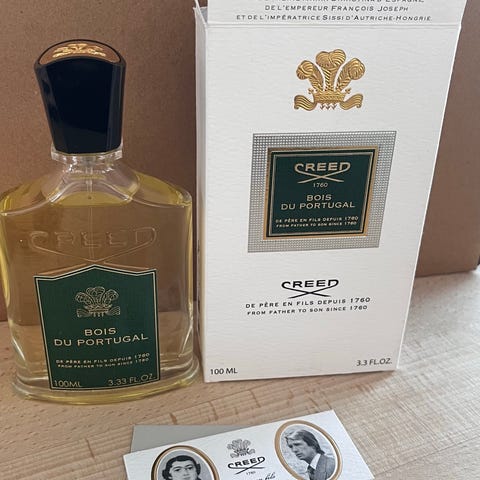 DE L'EMPEREUR FRANÇOIS JOSEPH
ET DE L'IMPÉRATRICE SISSI D'AUTRICHE-HONGRIE.
CREED
1760
BOIS
DU PORTUGAL
DE PÈRE EN FILS DEPUIS 1760
FROM FATHER TO SON SINCE 1760
CREED
DE PÈRE EN FILS DEPUIS 1760
FROM FATHER TO SON SINCE 1760
100 ML
3.3 FL.OZ.
CREED
BOIS
DU PORTUGAL
DE PÈRE EN FILS DEPUIS 1760
FROM FATHER TO SON SINCE 1760
100ML
3.33 FL.OZ
CREED
1760